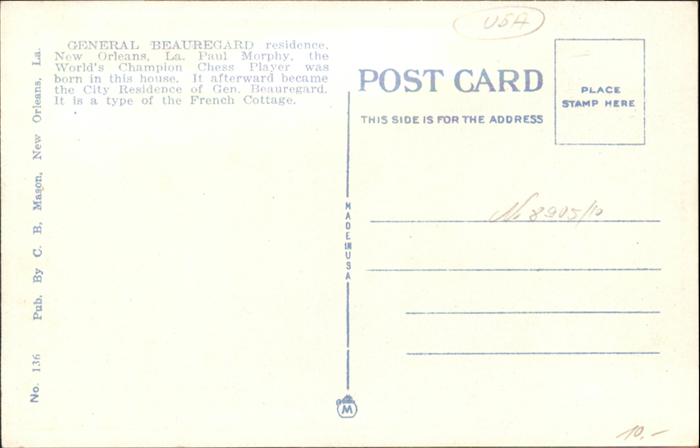 USA
GENERAL BEAUREGARD residence,
New Orleans, La. Paul Morphy, the
World's Champion Chess Player was
born in this house. It afterward became
the City Residence of Gen. Beauregard.
It is a type of the French Cottage.
No. 136 Pub. By C. B. Mason, New Orleans, La.
POST CARD
THIS SIDE IS FOR THE ADDRESS
PLACE
STAMP HERE
MADE IN USA
No 8905/10
M
10,-